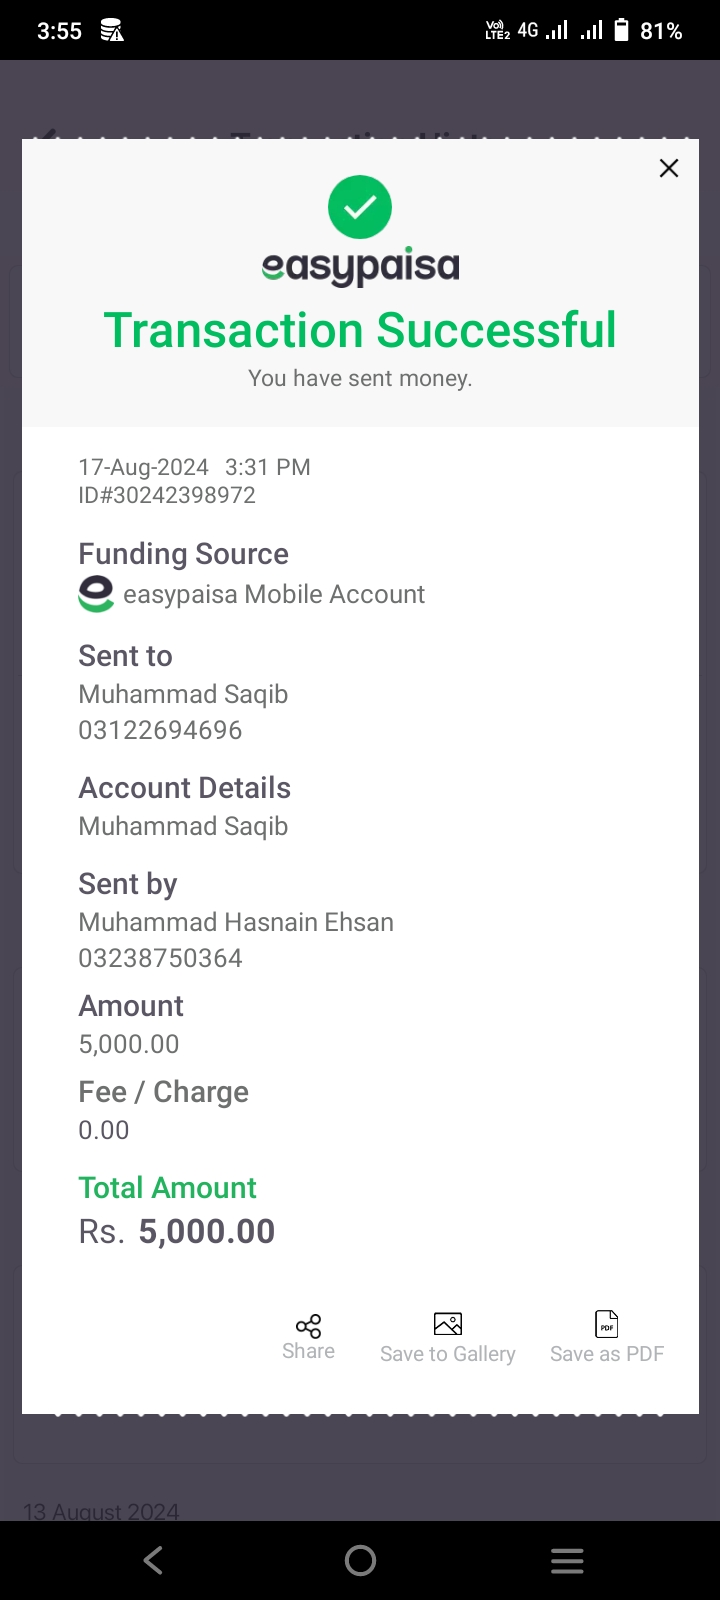 3:55
Vo)) LTE2 4G 81%
easypaisa
Transaction Successful
You have sent money.
17-Aug-2024 3:31 PM
ID#30242398972
Funding Source
easypaisa Mobile Account
Sent to
Muhammad Saqib
03122694696
Account Details
Muhammad Saqib
Sent by
Muhammad Hasnain Ehsan
03238750364
Amount
5,000.00
Fee / Charge
0.00
Total Amount
Rs. 5,000.00
PDF
Share
Save to Gallery
Save as PDF
13 August 2024